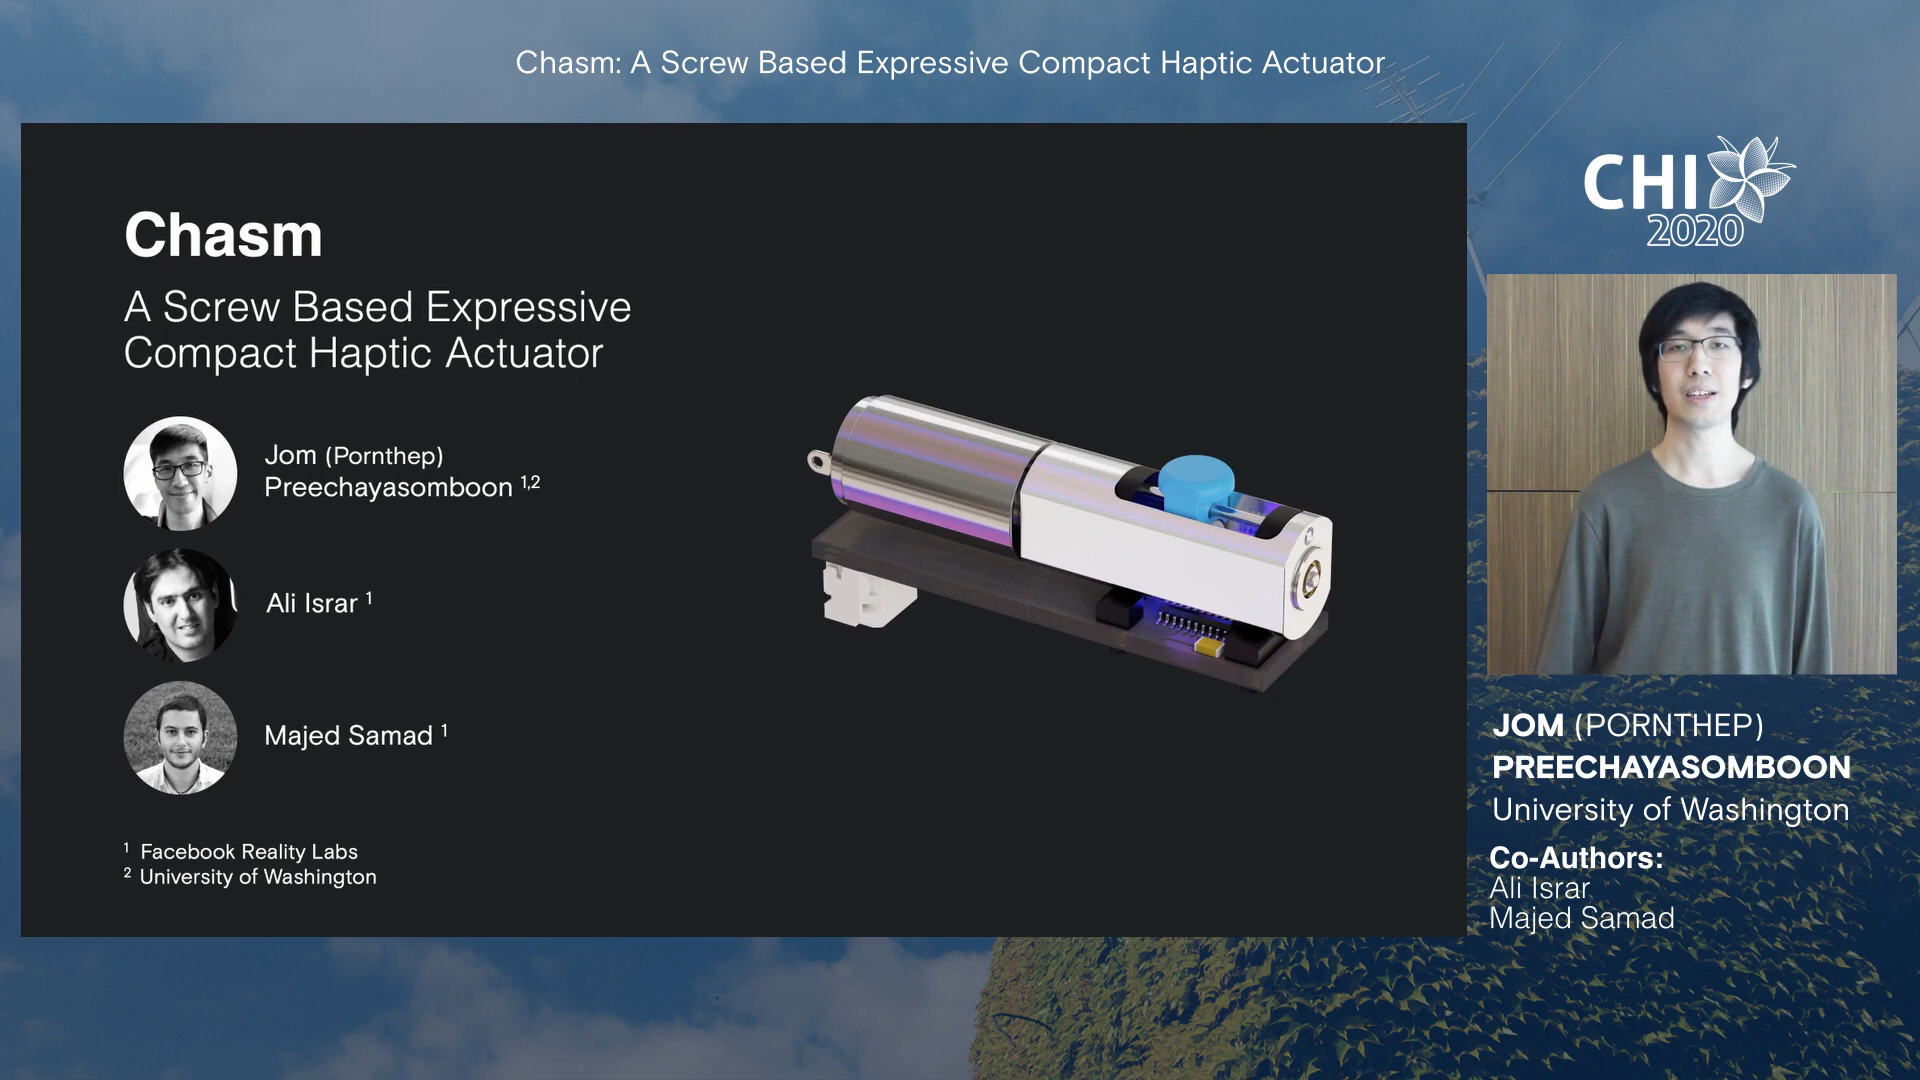 Chasm: A Screw Based Expressive Compact Haptic Actuator
Chasm
A Screw Based Expressive
Compact Haptic Actuator
Jom (Pornthep)
Preechayasomboon 1,2
Ali Israr 1
Majed Samad 1
1 Facebook Reality Labs
2 University of Washington
CHI
2020
JOM (PORNTHEP)
PREECHAYASOMBOON
University of Washington
Co-Authors:
Ali Israr
Majed Samad